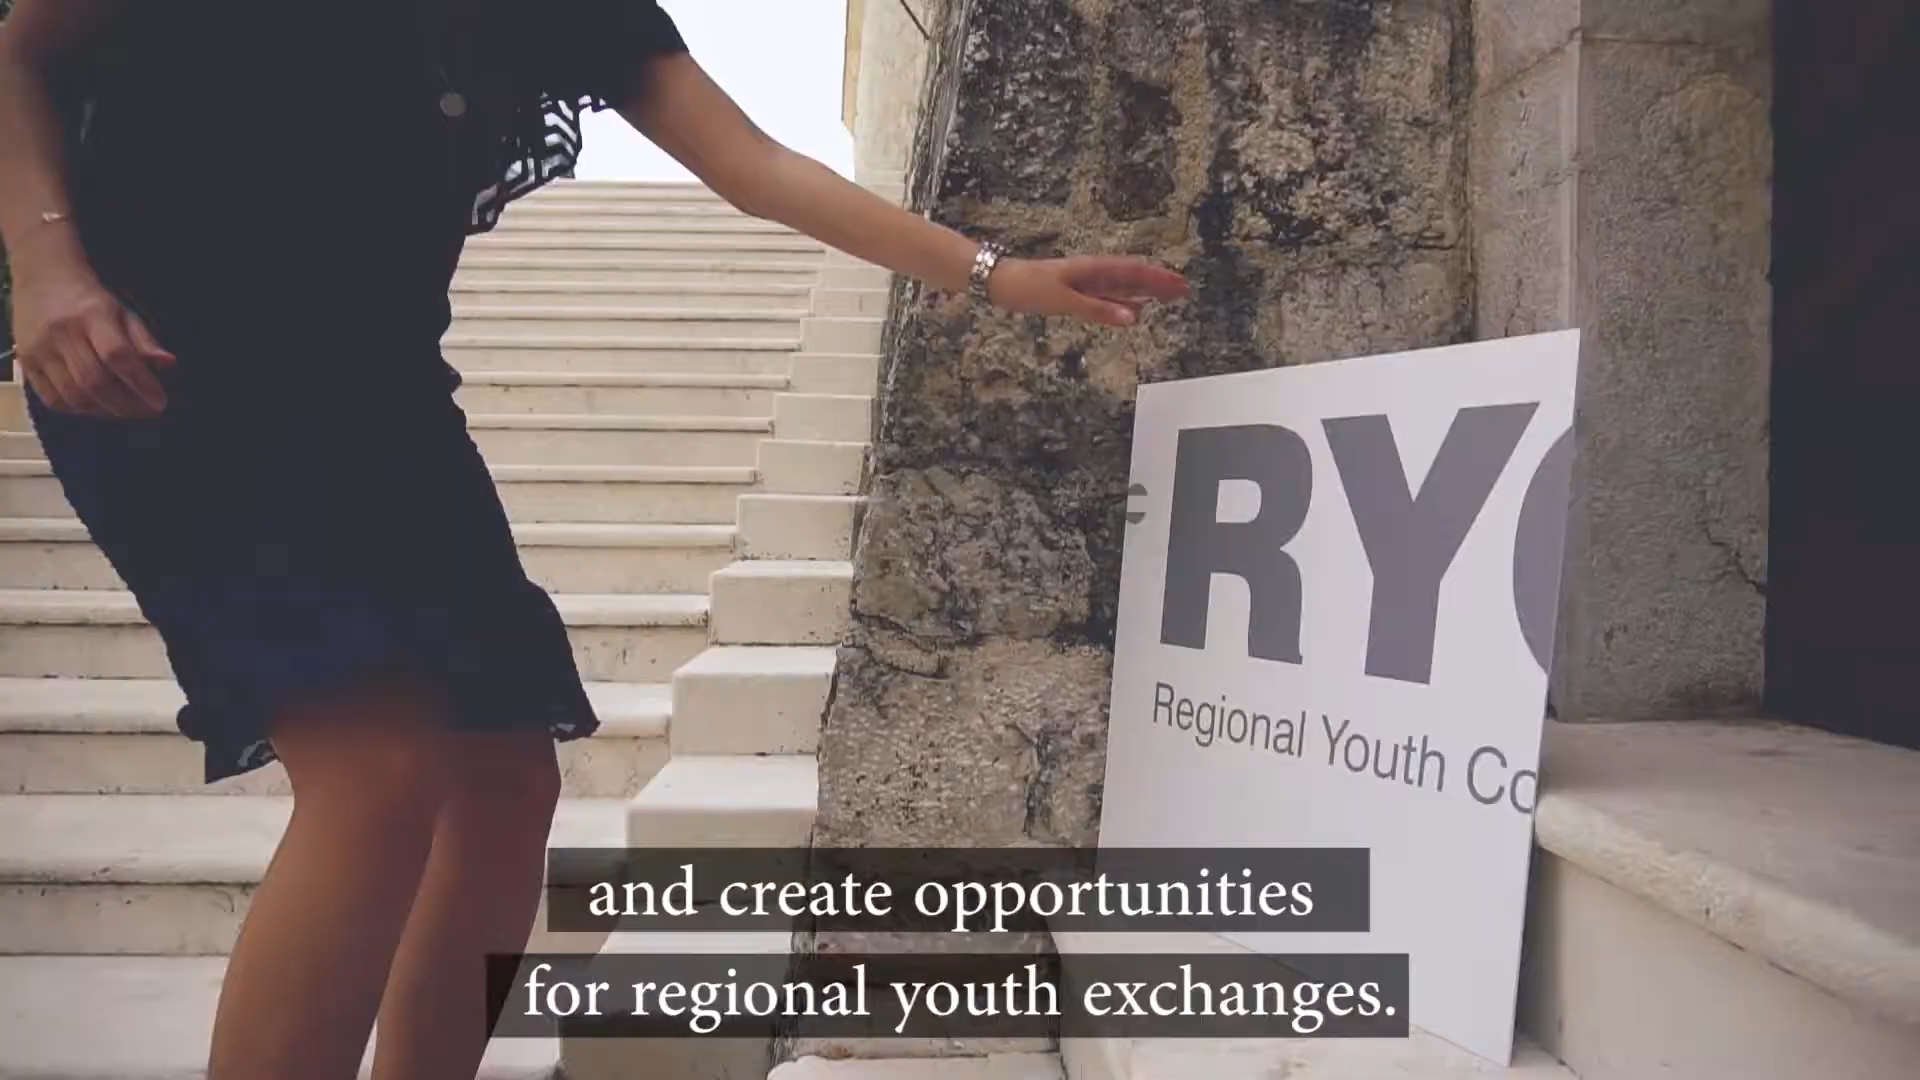 RY
Regional Youth Co
and create opportunities
for regional youth exchanges.